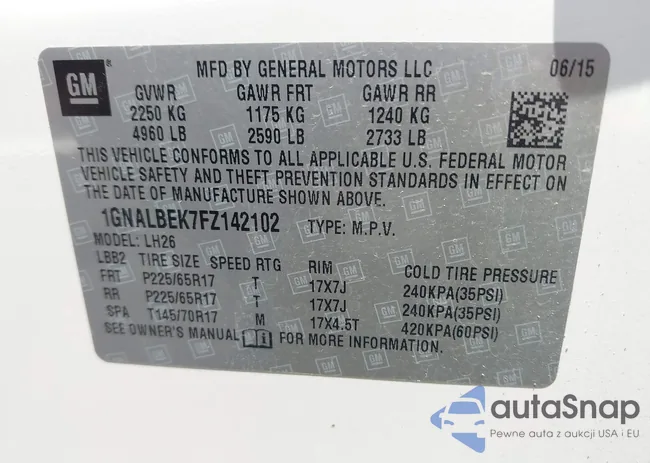 GM
MFD BY GENERAL MOTORS LLC 06/15
GVWR GAWR FRT GAWR RR
2250 KG 1175 KG 1240 KG
4960 LB 2590 LB 2733 LB
THIS VEHICLE CONFORMS TO ALL APPLICABLE U.S. FEDERAL MOTOR
VEHICLE SAFETY AND THEFT PREVENTION STANDARDS IN EFFECT ON
THE DATE OF MANUFACTURE SHOWN ABOVE.
1GNALBEK7FZ142102 TYPE: M.P.V.
MODEL: LH26
LBB2 TIRE SIZE SPEED RTG RIM COLD TIRE PRESSURE
FRT P225/65R17 T 17X7J 240KPA(35PSI)
RR P225/65R17 T 17X7J 240KPA(35PSI)
SPA T145/70R17 M 17X4.5T 420KPA(60PSI)
SEE OWNER'S MANUAL FOR MORE INFORMATION.
autaSnap
Pewne auta z aukcji USA i EU